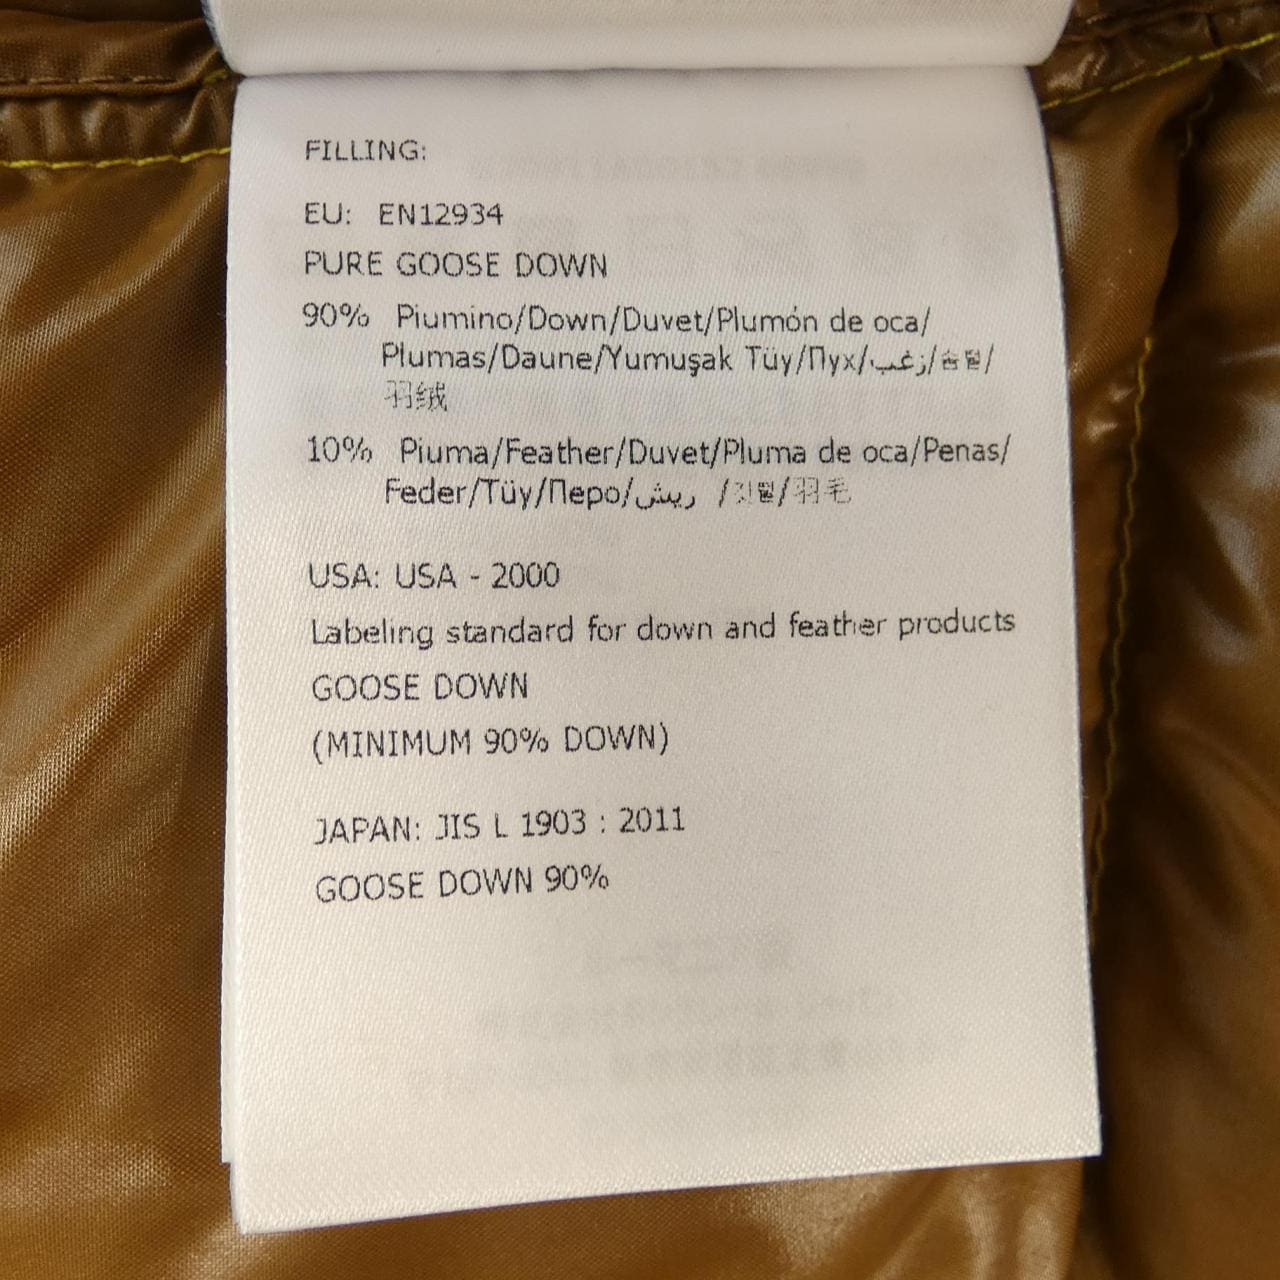 FILLING:
EU: EN12934
PURE GOOSE DOWN
90% Piumino/Down/Duvet/Plumón de oca/
Plumas/Daune/Yumuşak Tüy/Пух/زغب/솜털/
羽绒
10% Piuma/Feather/Duvet/Pluma de oca/Penas/
Feder/Tüy/Перо/ريش /깃털/羽毛
USA: USA - 2000
Labeling standard for down and feather products
GOOSE DOWN
(MINIMUM 90% DOWN)
JAPAN: JIS L 1903 : 2011
GOOSE DOWN 90%